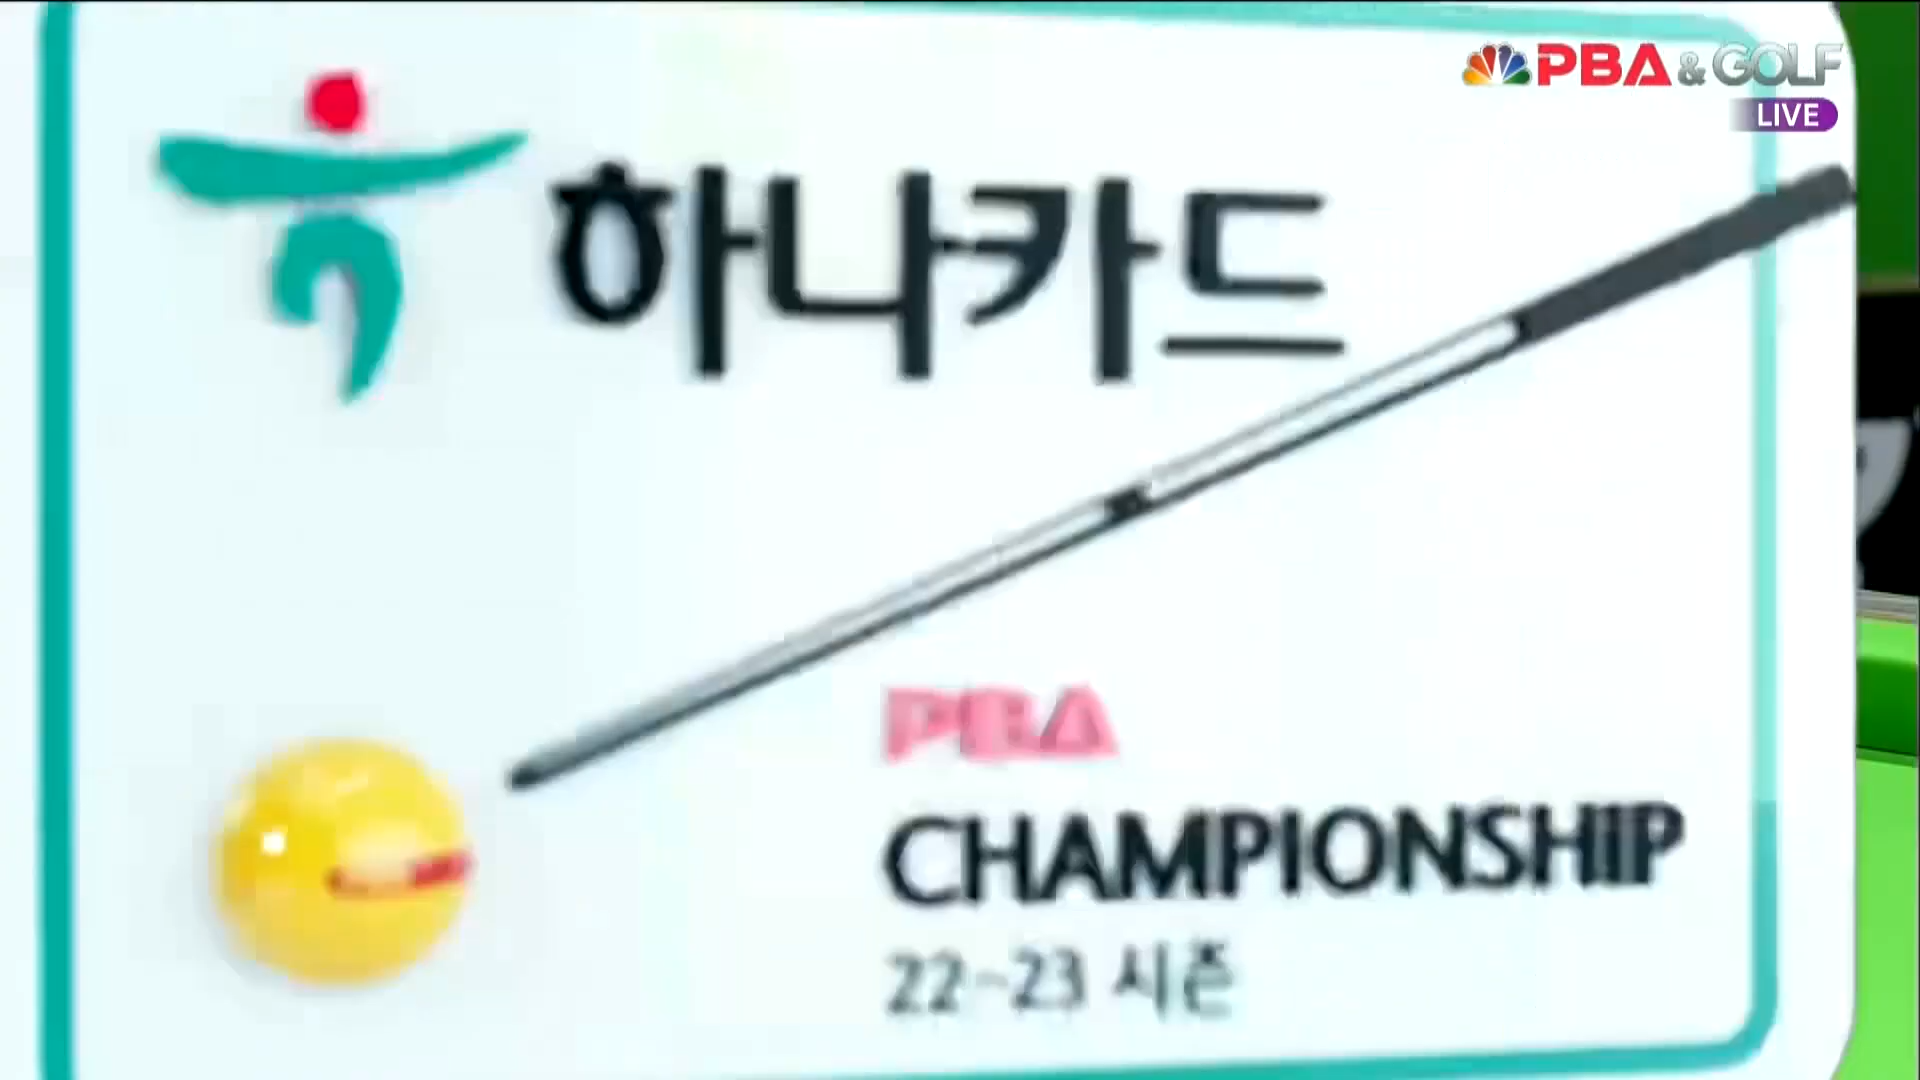 PBA & GOLF
LIVE
하나카드
PBA
CHAMPIONSHIP
22-23 시즌